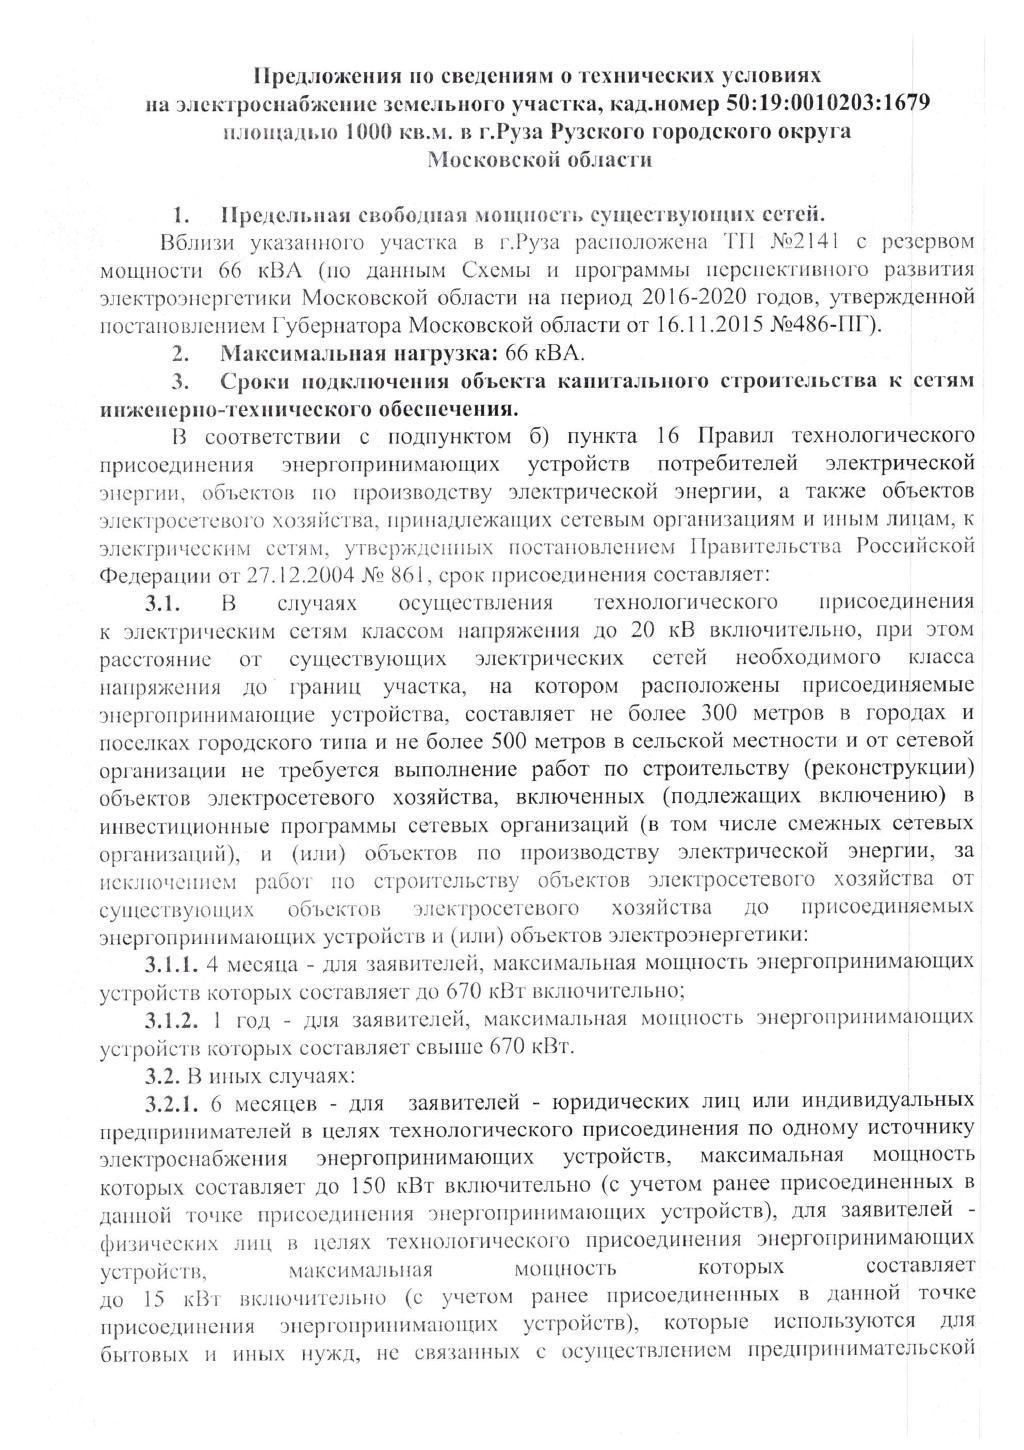 Предложения по сведениям о технических условиях
на электроснабжение земельного участка, кад.номер 50:19:0010203:1679
площадью 1000 кв.м. в г.Руза Рузского городского округа
Московской области
1. Предельная свободная мощность существующих сетей.
Вблизи указанного участка в г.Руза расположена ТП №2141 с резервом
мощности 66 кВА (по данным Схемы и программы перспективного развития
электроэнергетики Московской области на период 2016-2020 годов, утвержденной
постановлением Губернатора Московской области от 16.11.2015 №486-ПГ).
2. Максимальная нагрузка: 66 кВА.
3. Сроки подключения объекта капитального строительства к сетям
инженерно-технического обеспечения.
В соответствии с подпунктом б) пункта 16 Правил технологического
присоединения энергопринимающих устройств потребителей электрической
энергии, объектов по производству электрической энергии, а также объектов
электросетевого хозяйства, принадлежащих сетевым организациям и иным лицам, к
электрическим сетям, утвержденных постановлением Правительства Российской
Федерации от 27.12.2004 № 861, срок присоединения составляет:
3.1. В случаях осуществления технологического присоединения
к электрическим сетям классом напряжения до 20 кВ включительно, при этом
расстояние от существующих электрических сетей необходимого класса
напряжения до границ участка, на котором расположены присоединяемые
энергопринимающие устройства, составляет не более 300 метров в городах и
поселках городского типа и не более 500 метров в сельской местности и от сетевой
организации не требуется выполнение работ по строительству (реконструкции)
объектов электросетевого хозяйства, включенных (подлежащих включению) в
инвестиционные программы сетевых организаций (в том числе смежных сетевых
организаций), и (или) объектов по производству электрической энергии, за
исключением работ по строительству объектов электросетевого хозяйства от
существующих объектов электросетевого хозяйства до присоединяемых
энергопринимающих устройств и (или) объектов электроэнергетики:
3.1.1. 4 месяца - для заявителей, максимальная мощность энергопринимающих
устройств которых составляет до 670 кВт включительно;
3.1.2. 1 год - для заявителей, максимальная мощность энергопринимающих
устройств которых составляет свыше 670 кВт.
3.2. В иных случаях:
3.2.1. 6 месяцев - для заявителей - юридических лиц или индивидуальных
предпринимателей в целях технологического присоединения по одному источнику
электроснабжения энергопринимающих устройств, максимальная мощность
которых составляет до 150 кВт включительно (с учетом ранее присоединенных в
данной точке присоединения энергопринимающих устройств), для заявителей -
физических лиц в целях технологического присоединения энергопринимающих
устройств, максимальная мощность которых составляет
до 15 кВт включительно (с учетом ранее присоединенных в данной точке
присоединения энергопринимающих устройств), которые используются для
бытовых и иных нужд, не связанных с осуществлением предпринимательской